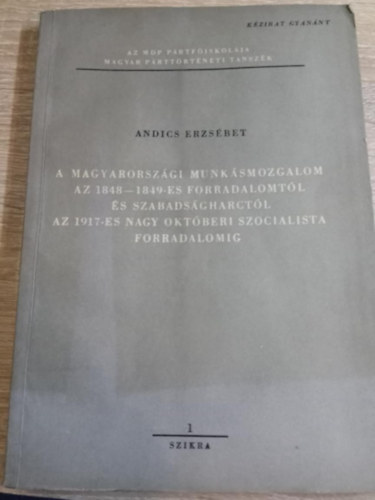 KÉZIRAT GYANÁNT
AZ MDP PÁRTFŐISKOLÁJA
MAGYAR PÁRTTÖRTÉNETI TANSZÉK
ANDICS ERZSÉBET
A MAGYARORSZÁGI MUNKÁSMOZGALOM
AZ 1848—1849-ES FORRADALOMTÓL
ÉS SZABADSÁGHARCTÓL
AZ 1917-ES NAGY OKTÓBERI SZOCIALISTA
FORRADALOMIG
1
SZIKRA